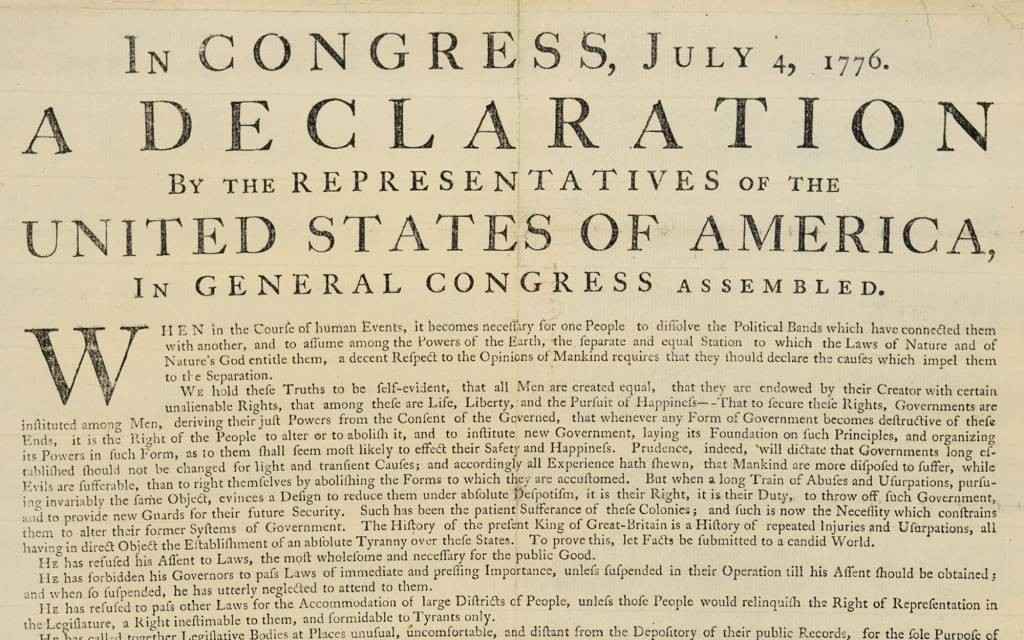 In CONGRESS, July 4, 1776.
A DECLARATION
By the REPRESENTATIVES of the
UNITED STATES OF AMERICA,
In GENERAL CONGRESS assembled.
WHEN in the Courſe of human Events, it becomes neceſſary for one People to diſſolve the Political Bands which have connected them
with another, and to aſſume among the Powers of the Earth, the ſeparate and equal Station to which the Laws of Nature and of
Nature's God entitle them, a decent Reſpect to the Opinions of Mankind requires that they ſhould declare the cauſes which impel them
to the Separation.
We hold theſe Truths to be ſelf-evident, that all Men are created equal, that they are endowed by their Creator with certain
unalienable Rights, that among theſe are Life, Liberty, and the Purſuit of Happineſs—-That to ſecure theſe Rights, Governments are
inſtituted among Men, deriving their juſt Powers from the Conſent of the Governed, that whenever any Form of Government becomes deſtructive of theſe
Ends, it is the Right of the People to alter or to aboliſh it, and to inſtitute new Government, laying its Foundation on ſuch Principles, and organizing
its Powers in ſuch Form, as to them ſhall ſeem moſt likely to effect their Safety and Happineſs. Prudence, indeed, will dictate that Governments long eſ-
tabliſhed ſhould not be changed for light and tranſient Cauſes; and accordingly all Experience hath ſhewn, that Mankind are more diſpoſed to ſuffer, while
Evils are ſufferable, than to right themſelves by aboliſhing the Forms to which they are accuſtomed. But when a long Train of Abuſes and Uſurpations, purſu-
ing invariably the ſame Object, evinces a Deſign to reduce them under abſolute Deſpotiſm, it is their Right, it is their Duty, to throw off ſuch Government,
and to provide new Guards for their future Security. Such has been the patient Sufferance of theſe Colonies; and ſuch is now the Neceſſity which conſtrains
them to alter their former Syſtems of Government. The Hiſtory of the preſent King of Great-Britain is a Hiſtory of repeated Injuries and Uſurpations, all
having in direct Object the Eſtabliſhment of an abſolute Tyranny over theſe States. To prove this, let Facts be ſubmitted to a candid World.
He has refuſed his Aſſent to Laws, the moſt wholeſome and neceſſary for the public Good.
He has forbidden his Governors to paſs Laws of immediate and preſſing Importance, unleſs ſuſpended in their Operation till his Aſſent ſhould be obtained;
and when ſo ſuſpended, he has utterly neglected to attend to them.
He has refuſed to paſs other Laws for the Accommodation of large Diſtricts of People, unleſs thoſe People would relinquiſh the Right of Repreſentation in
the Legiſlature, a Right ineſtimable to them, and formidable to Tyrants only.
He has called together Legiſlative Bodies at Places unuſual, uncomfortable, and diſtant from the Depoſitory of their public Records, for the ſole Purpoſe of